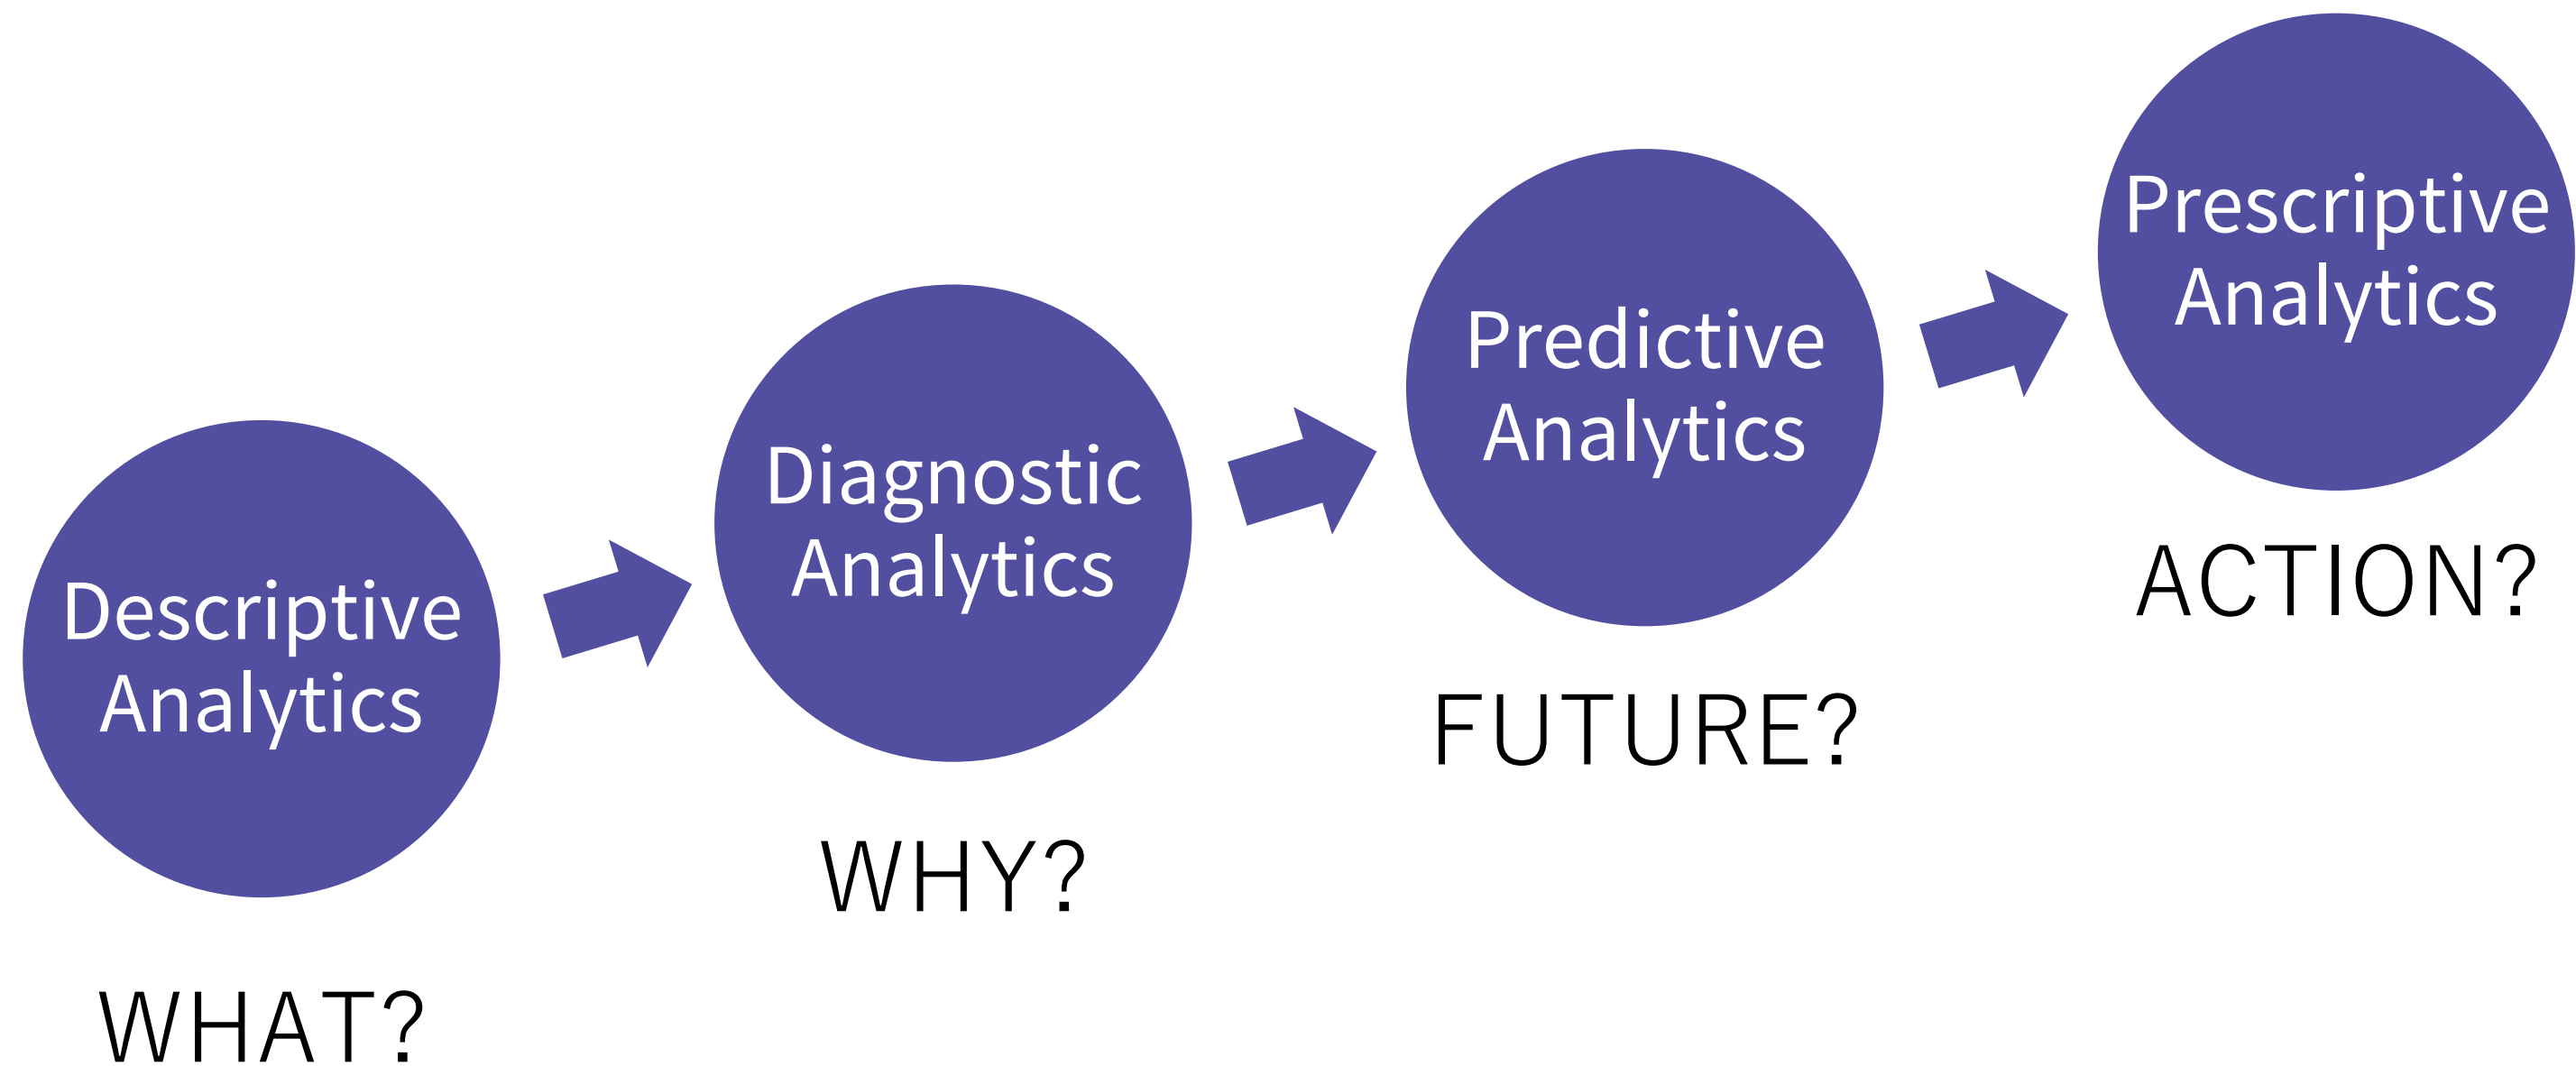 Descriptive
Analytics
WHAT?
Diagnostic
Analytics
WHY?
Predictive
Analytics
FUTURE?
Prescriptive
Analytics
ACTION?